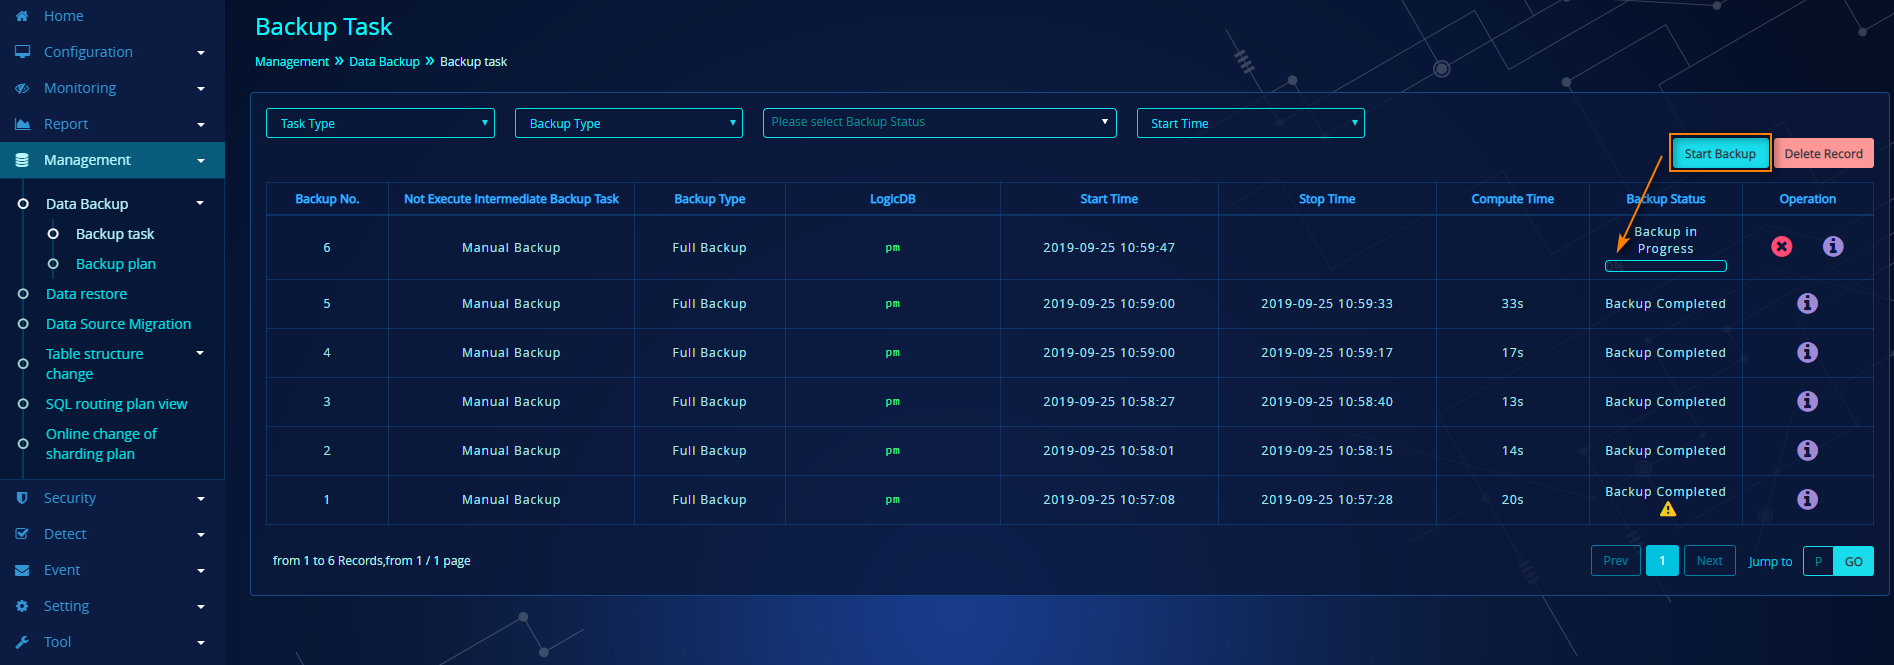 Home
Configuration
Monitoring
Report
Management
Data Backup
Backup task
Backup plan
Data restore
Data Source Migration
Table structure
change
SQL routing plan view
Online change of
sharding plan
Security
Detect
Event
Setting
Tool
Backup Task
Management » Data Backup » Backup task
Task Type Backup Type Please select Backup Status Start Time
Start Backup Delete Record
Backup No. Not Execute Intermediate Backup Task Backup Type LogicDB Start Time Stop Time Compute Time Backup Status Operation
6 Manual Backup Full Backup pm 2019-09-25 10:59:47 Backup in
Progress
5 Manual Backup Full Backup pm 2019-09-25 10:59:00 2019-09-25 10:59:33 33s Backup Completed
4 Manual Backup Full Backup pm 2019-09-25 10:59:00 2019-09-25 10:59:17 17s Backup Completed
3 Manual Backup Full Backup pm 2019-09-25 10:58:27 2019-09-25 10:58:40 13s Backup Completed
2 Manual Backup Full Backup pm 2019-09-25 10:58:01 2019-09-25 10:58:15 14s Backup Completed
1 Manual Backup Full Backup pm 2019-09-25 10:57:08 2019-09-25 10:57:28 20s Backup Completed
from 1 to 6 Records,from 1 / 1 page
Prev 1 Next Jump to P GO